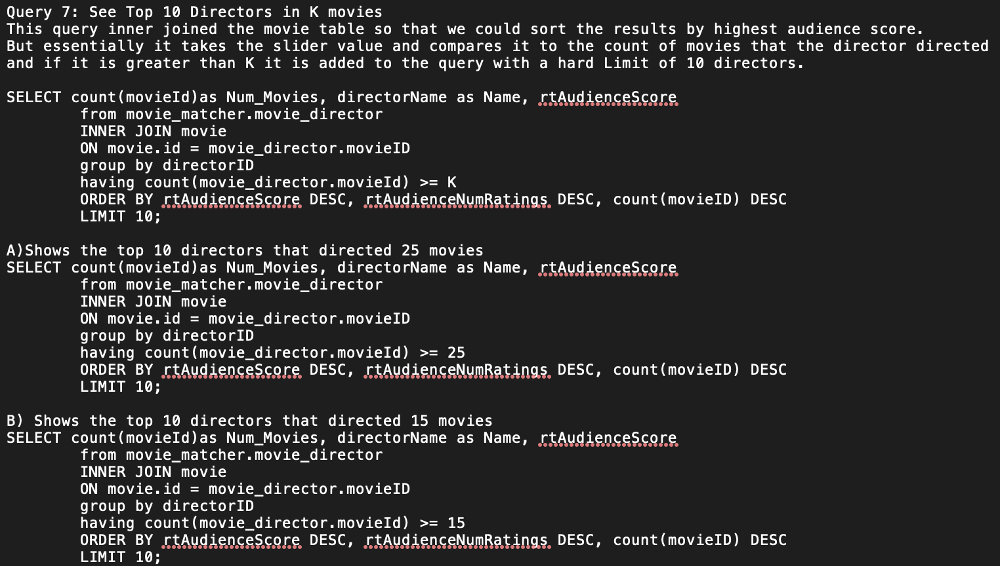 Query 7: See Top 10 Directors in K movies
This query inner joined the movie table so that we could sort the results by highest audience score.
But essentially it takes the slider value and compares it to the count of movies that the director directed
and if it is greater than K it is added to the query with a hard Limit of 10 directors.

SELECT count(movieId)as Num_Movies, directorName as Name, rtAudienceScore
        from movie_matcher.movie_director
        INNER JOIN movie
        ON movie.id = movie_director.movieID
        group by directorID
        having count(movie_director.movieId) >= K
        ORDER BY rtAudienceScore DESC, rtAudienceNumRatings DESC, count(movieID) DESC
        LIMIT 10;

A)Shows the top 10 directors that directed 25 movies
SELECT count(movieId)as Num_Movies, directorName as Name, rtAudienceScore
        from movie_matcher.movie_director
        INNER JOIN movie
        ON movie.id = movie_director.movieID
        group by directorID
        having count(movie_director.movieId) >= 25
        ORDER BY rtAudienceScore DESC, rtAudienceNumRatings DESC, count(movieID) DESC
        LIMIT 10;

B) Shows the top 10 directors that directed 15 movies
SELECT count(movieId)as Num_Movies, directorName as Name, rtAudienceScore
        from movie_matcher.movie_director
        INNER JOIN movie
        ON movie.id = movie_director.movieID
        group by directorID
        having count(movie_director.movieId) >= 15
        ORDER BY rtAudienceScore DESC, rtAudienceNumRatings DESC, count(movieID) DESC
        LIMIT 10;